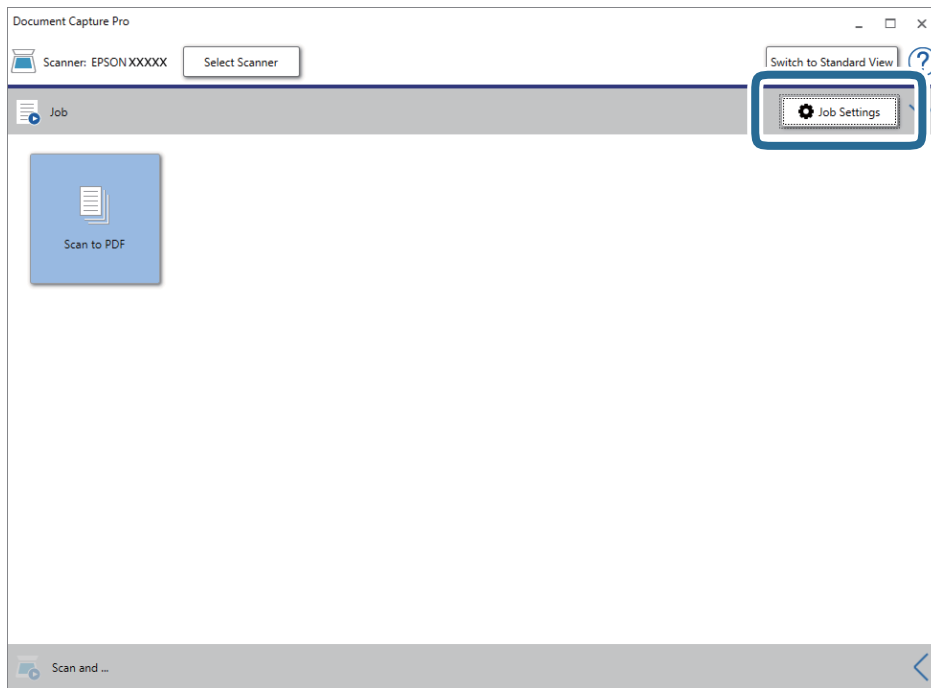 Document Capture Pro
Scanner: EPSON XXXXX
Select Scanner
Switch to Standard View
?
Job
Job Settings
Scan to PDF
Scan and ...